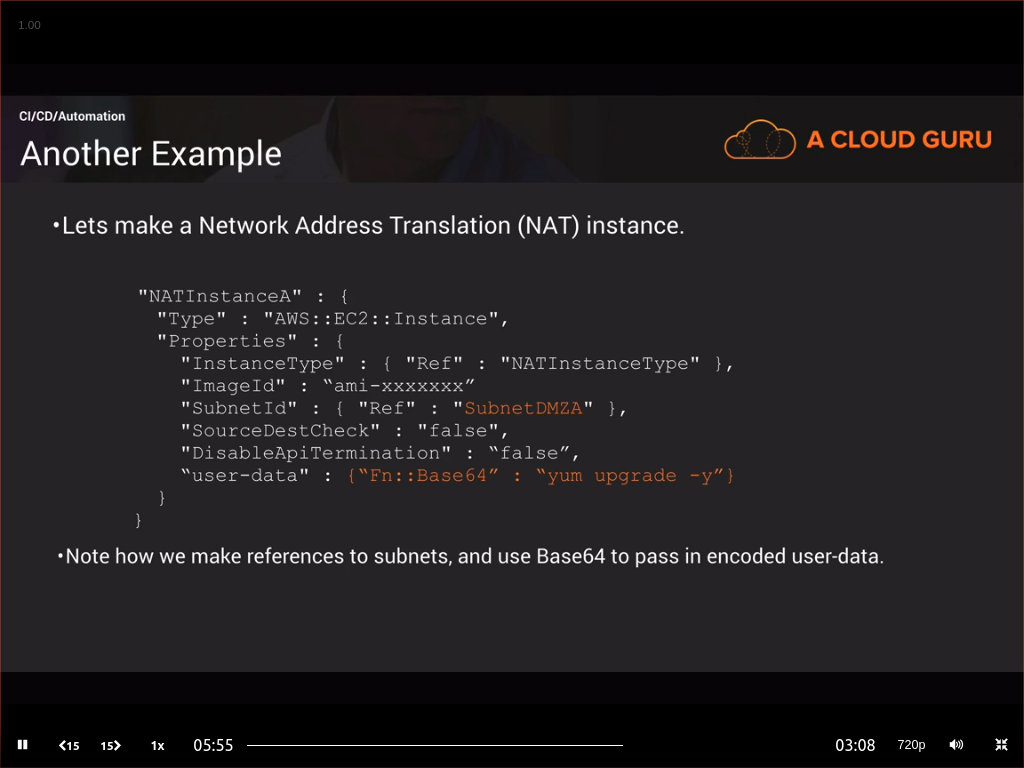 1.00
CI/CD/Automation
Another Example
A CLOUD GURU
•Lets make a Network Address Translation (NAT) instance.
"NATInstanceA" : {
"Type" : "AWS::EC2::Instance",
"Properties" : {
"InstanceType" : { "Ref" : "NATInstanceType" },
"ImageId" : “ami-xxxxxxx”
"SubnetId" : { "Ref" : "SubnetDMZA" },
"SourceDestCheck" : "false",
"DisableApiTermination" : “false”,
“user-data" : {“Fn::Base64” : “yum upgrade -y”}
}
}
•Note how we make references to subnets, and use Base64 to pass in encoded user-data.
15 15 1x 05:55 03:08 720p